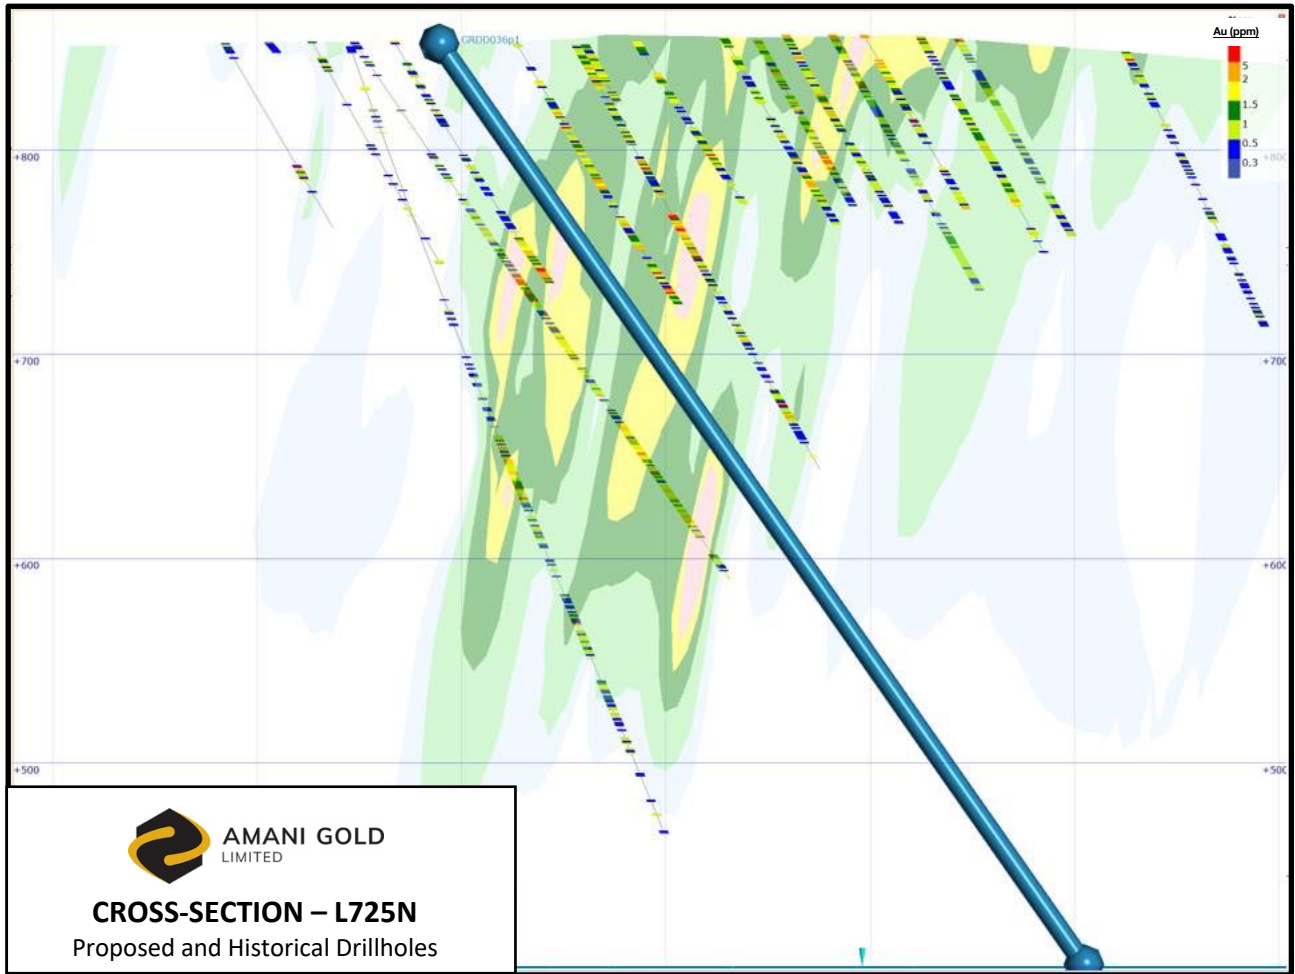 GRDD036p1
Au (ppm)
5
2
1.5
1
0.5
0.3
+800
+800
+700
+700
+600
+600
+500
+500
AMANI GOLD
LIMITED
CROSS-SECTION – L725N
Proposed and Historical Drillholes